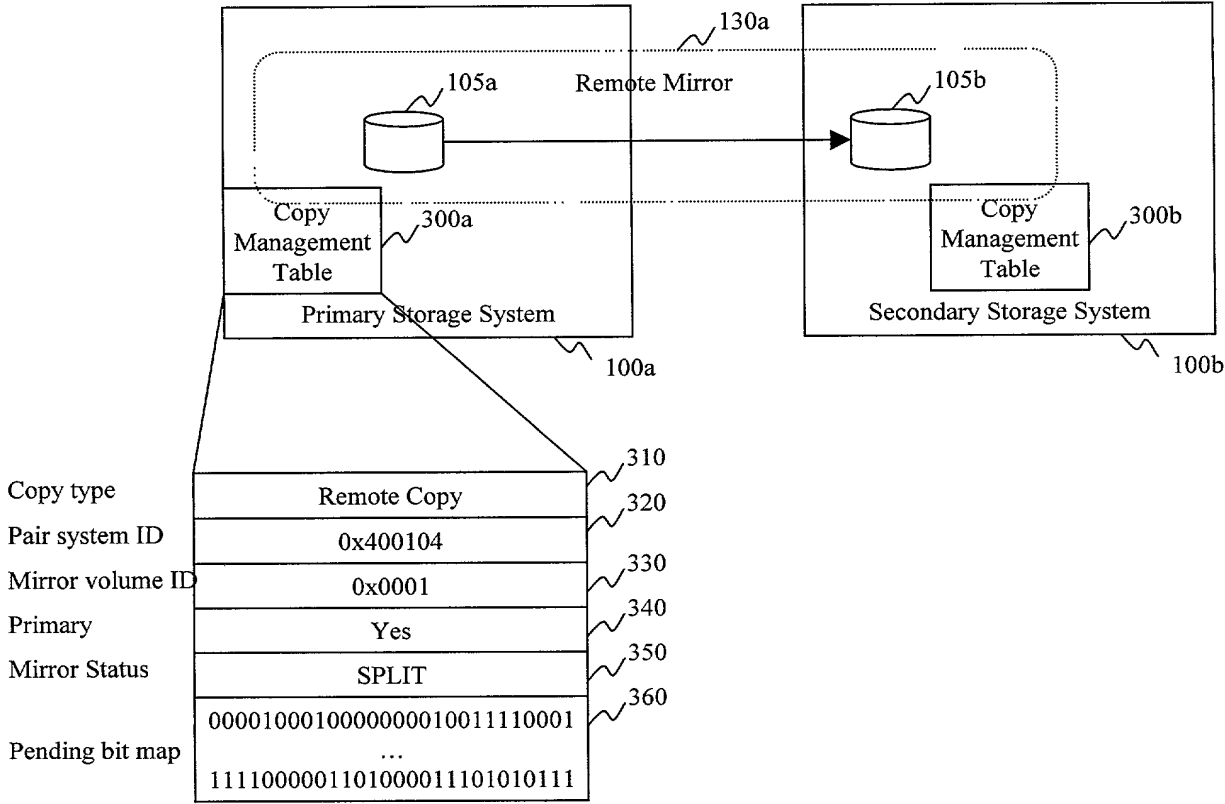 130a
105a
Remote Mirror
105b
Copy
Management
Table
300a
Copy
Management
Table
300b
Primary Storage System
Secondary Storage System
100a
100b
310
Copy type
Remote Copy
320
Pair system ID
0x400104
330
Mirror volume ID
0x0001
340
Primary
Yes
350
Mirror Status
SPLIT
360
0000100010000000010011110001
Pending bit map
...
1111000001101000011101010111